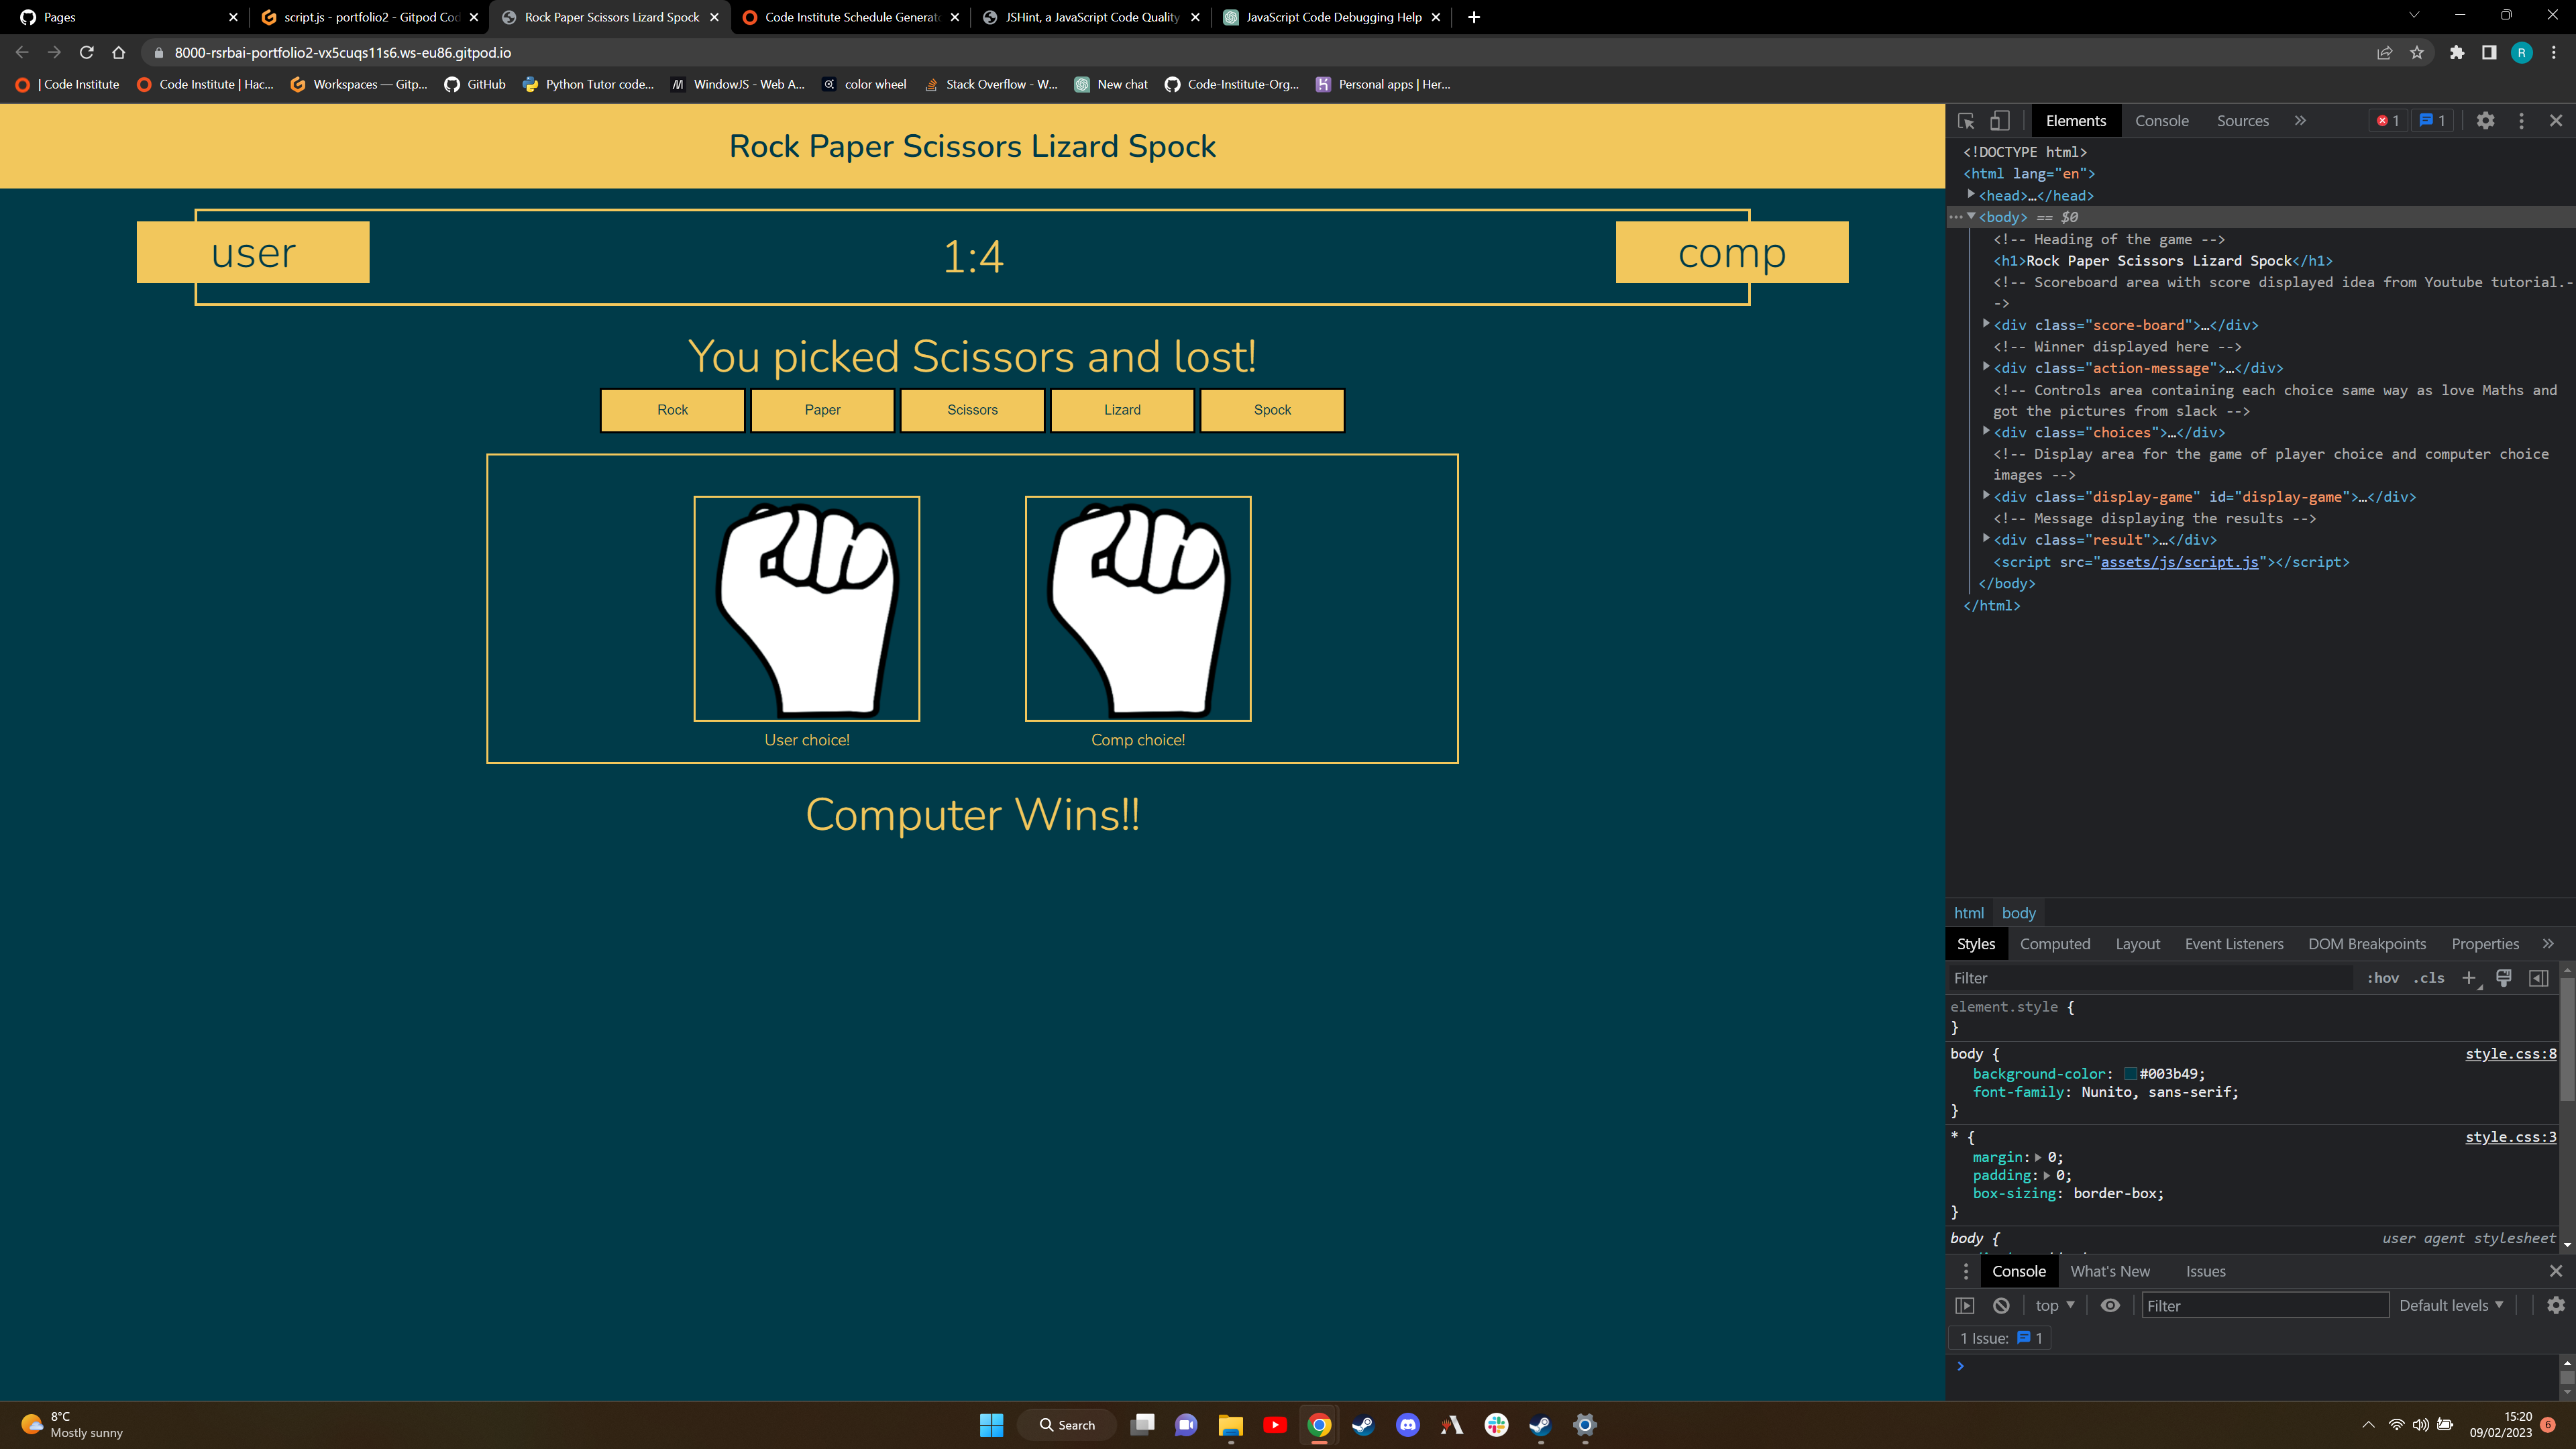 Pages
script.js - portfolio2 - Gitpod Cod
Rock Paper Scissors Lizard Spock
Code Institute Schedule Generato
JSHint, a JavaScript Code Quality
JavaScript Code Debugging Help
8000-rsrbai-portfolio2-vx5cuqs11s6.ws-eu86.gitpod.io
R
| Code Institute
Code Institute | Hac...
Workspaces — Gitp...
GitHub
Python Tutor code...
WindowJS - Web A...
color wheel
Stack Overflow - W...
New chat
Code-Institute-Org...
Personal apps | Her...
Rock Paper Scissors Lizard Spock
user
1:4
comp
You picked Scissors and lost!
Rock
Paper
Scissors
Lizard
Spock
User choice!
Comp choice!
Computer Wins!!
Elements
Console
Sources
1
1
<!DOCTYPE html>
<html lang="en">
<head>…</head>
<body> == $0
<!-- Heading of the game -->
<h1>Rock Paper Scissors Lizard Spock</h1>
<!-- Scoreboard area with score displayed idea from Youtube tutorial.-
->
<div class="score-board">…</div>
<!-- Winner displayed here -->
<div class="action-message">…</div>
<!-- Controls area containing each choice same way as love Maths and
got the pictures from slack -->
<div class="choices">…</div>
<!-- Display area for the game of player choice and computer choice
images -->
<div class="display-game" id="display-game">…</div>
<!-- Message displaying the results -->
<div class="result">…</div>
<script src="assets/js/script.js"></script>
</body>
</html>
html body
Styles
Computed
Layout
Event Listeners
DOM Breakpoints
Properties
Filter
:hov
.cls
element.style {
}
body {
style.css:8
background-color: #003b49;
font-family: Nunito, sans-serif;
}
* {
style.css:3
margin: 0;
padding: 0;
box-sizing: border-box;
}
body {
user agent stylesheet
Console
What's New
Issues
top
Filter
Default levels
1 Issue: 1
8°C
Mostly sunny
Search
15:20
09/02/2023
6